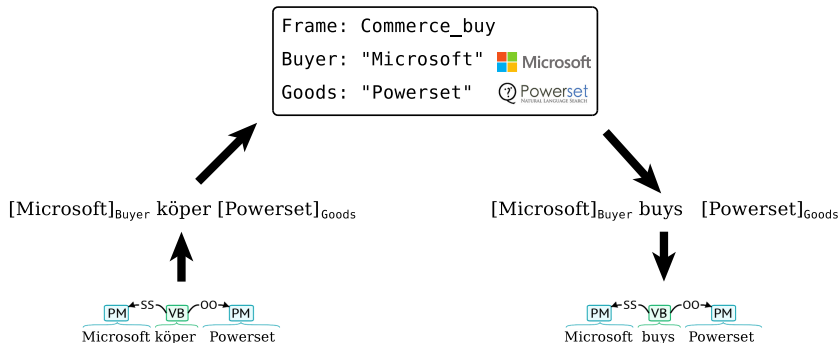 Frame: Commerce_buy
Buyer: "Microsoft" Microsoft
Goods: "Powerset" Powerset
NATURAL LANGUAGE SEARCH
[Microsoft]Buyer köper [Powerset]Goods
[Microsoft]Buyer buys [Powerset]Goods
PM SS VB OO PM
Microsoft köper Powerset
PM SS VB OO PM
Microsoft buys Powerset